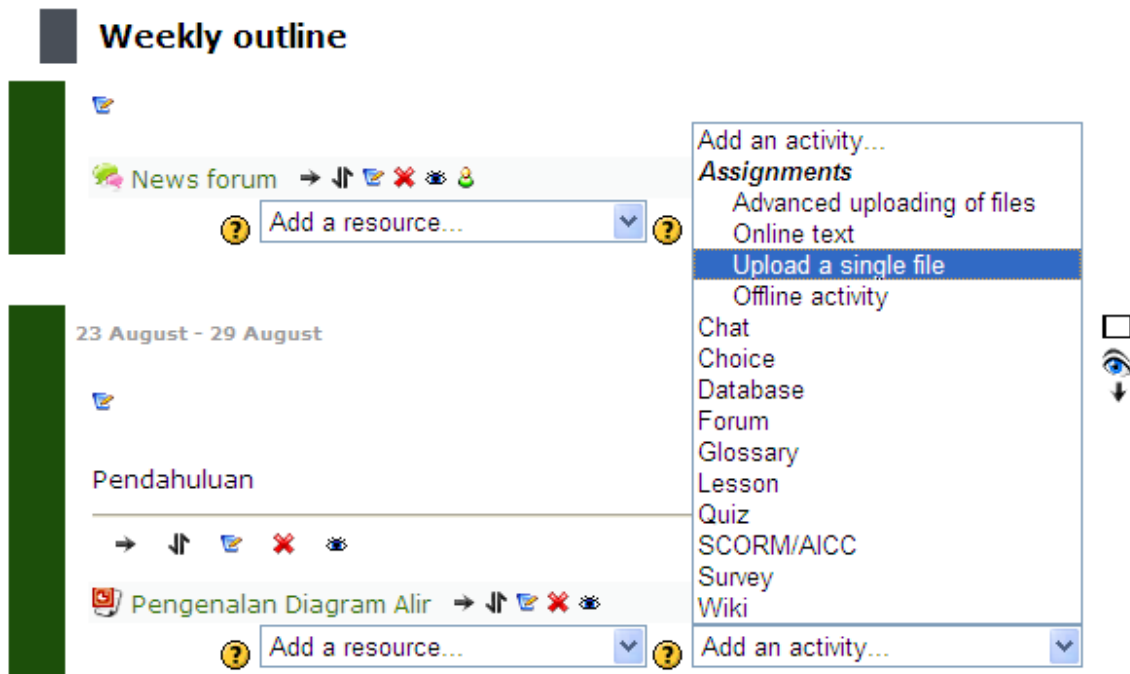 Weekly outline
News forum
Add a resource...
Add an activity...
Assignments
Advanced uploading of files
Online text
Upload a single file
Offline activity
Chat
Choice
Database
Forum
Glossary
Lesson
Quiz
SCORM/AICC
Survey
Wiki
23 August - 29 August
Pendahuluan
Pengenalan Diagram Alir
Add a resource...
Add an activity...